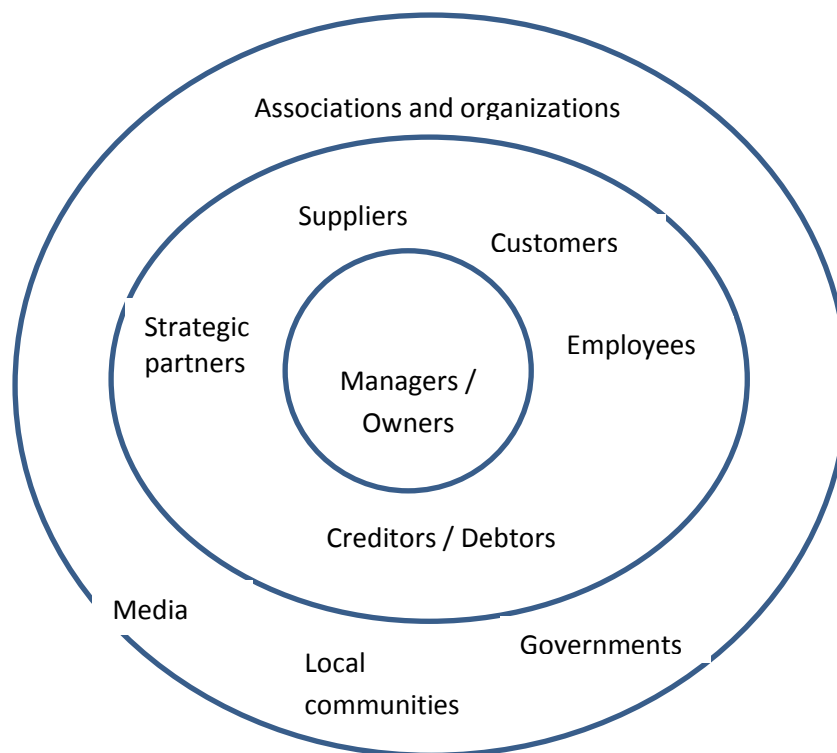 Associations and organizations
Suppliers
Customers
Strategic
partners
Employees
Managers /
Owners
Creditors / Debtors
Media
Governments
Local
communities